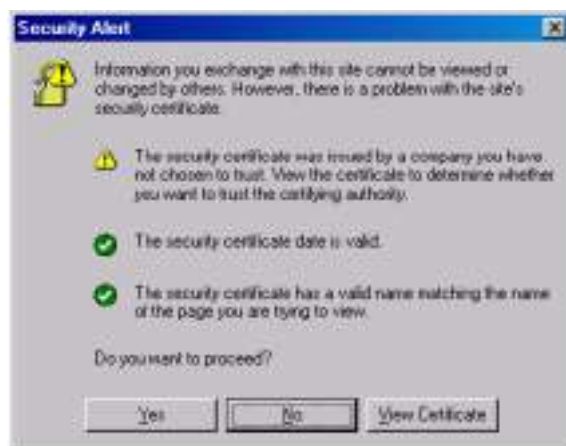 Security Alert
Information you exchange with this site cannot be viewed or
changed by others. However, there is a problem with the site's
security certificate.
The security certificate was issued by a company you have
not chosen to trust. View the certificate to determine whether
you want to trust the certifying authority.
The security certificate date is valid.
The security certificate has a valid name matching the name
of the page you are trying to view.
Do you want to proceed?
Yes
No
View Certificate